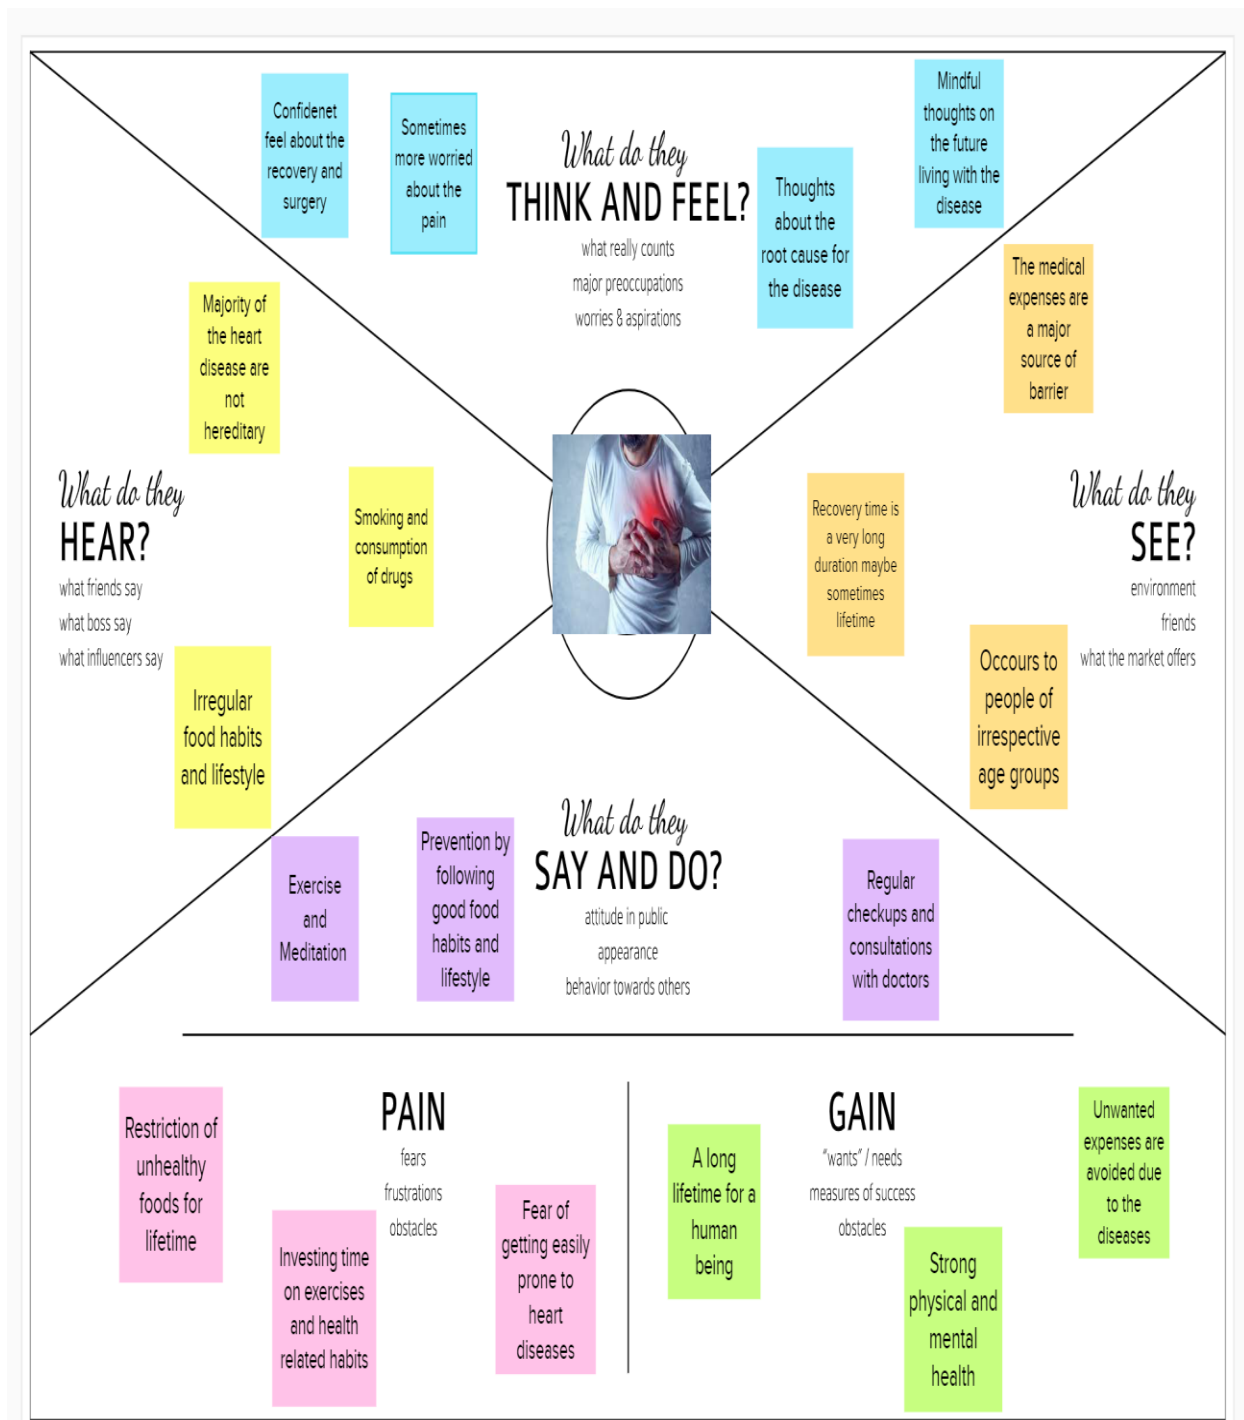 Confidenet
feel about the
recovery and
surgery
Sometimes
more worried
about the
pain
What do they
THINK AND FEEL?
what really counts
major preoccupations
worries & aspirations
Thoughts
about the
root cause for
the disease
Mindful
thoughts on
the future
living with the
disease
Majority of
the heart
disease are
not
hereditary
Smoking and
consumption
of drugs
What do they
HEAR?
what friends say
what boss say
what influencers say
Irregular
food habits
and lifestyle
The medical
expenses are
a major
source of
barrier
Recovery time is
a very long
duration maybe
sometimes
lifetime
What do they
SEE?
environment
friends
what the market offers
Occours to
people of
irrespective
age groups
Exercise
and
Meditation
Prevention by
following
good food
habits and
lifestyle
What do they
SAY AND DO?
attitude in public
appearance
behavior towards others
Regular
checkups and
consultations
with doctors
Restriction of
unhealthy
foods for
lifetime
PAIN
fears
frustrations
obstacles
Investing time
on exercises
and health
related habits
Fear of
getting easily
prone to
heart
diseases
A long
lifetime for a
human
being
GAIN
"wants" / needs
measures of success
obstacles
Strong
physical and
mental
health
Unwanted
expenses are
avoided due
to the
diseases